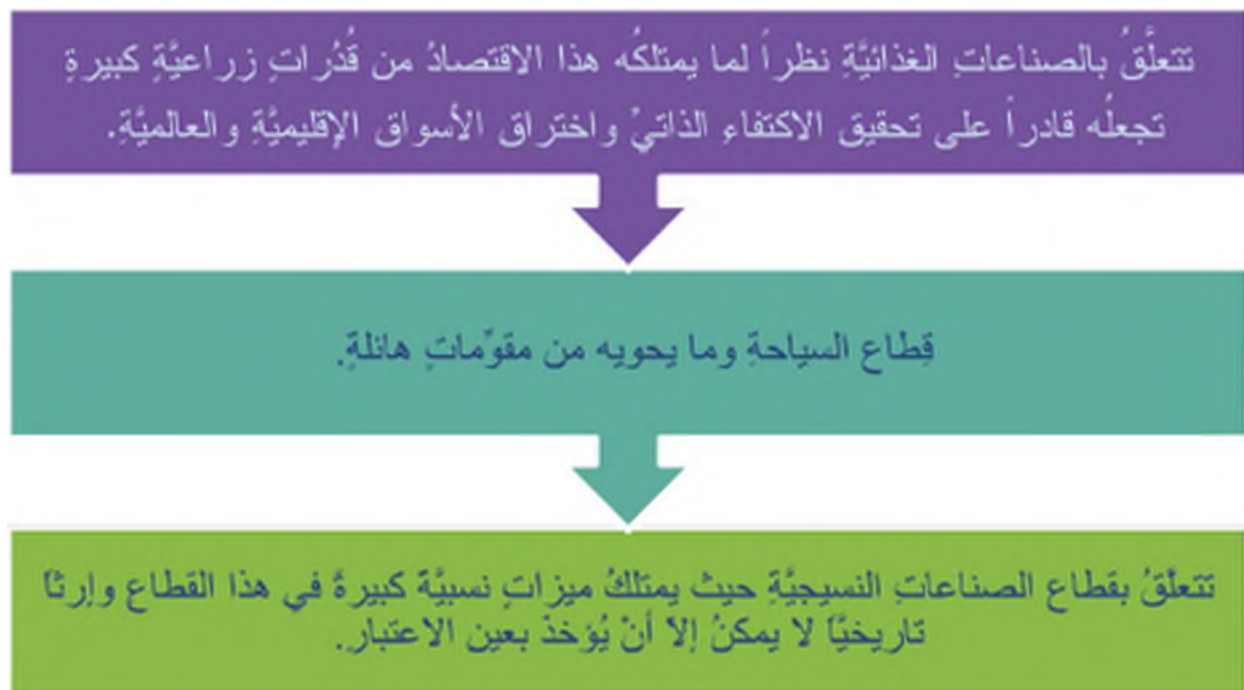 تتعلَّقُ بالصناعاتِ الغذائيَّةِ نظراً لما يمتلكُه هذا الاقتصادُ من قُدُراتٍ زراعيَّةٍ كبيرةٍ
تجعلُه قادراً على تحقيق الاكتفاءِ الذاتيِّ واختراق الأسواق الإقليميَّةِ والعالميَّةِ.
قِطاع السياحةِ وما يحويه من مقوِّماتٍ هائلةٍ.
تتعلَّقُ بقطاع الصناعاتِ النسيجيَّةِ حيث يمتلكُ ميزاتٍ نسبيَّةً كبيرةً في هذا القطاع وإرثاً
تاريخيَّاً لا يمكنُ إلاَّ أنْ يُؤخذَ بعين الاعتبارِ.